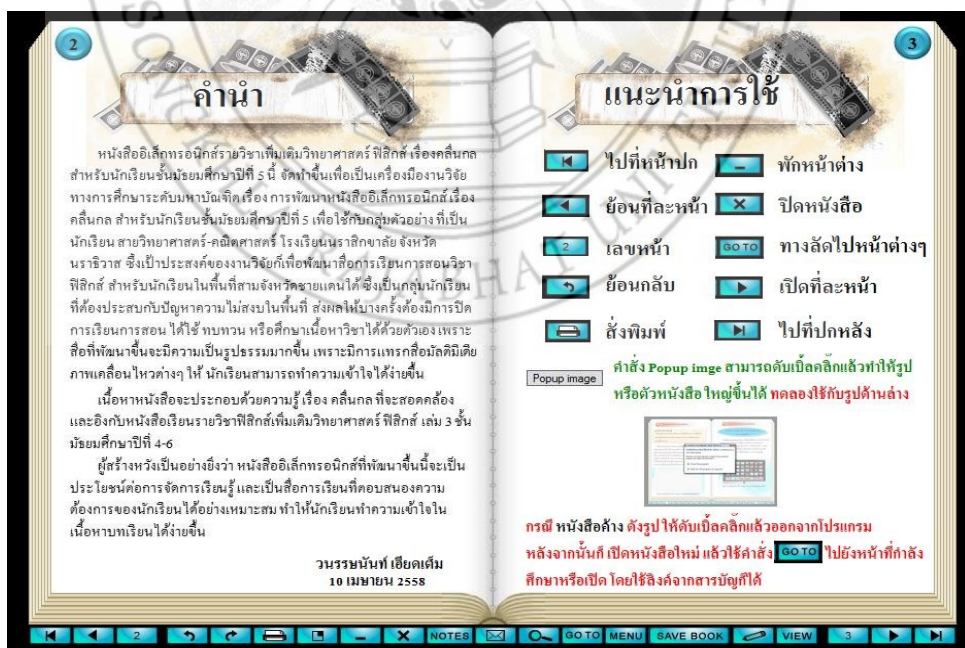 2
คำนำ
หนังสืออิเล็กทรอนิกส์รายวิชาเพิ่มเติมวิทยาศาสตร์ ฟิสิกส์ เรื่องคลื่นกล
สำหรับนักเรียนชั้นมัธยมศึกษาปีที่ 5 นี้ จัดทำขึ้นเพื่อเป็นเครื่องมืองานวิจัย
ทางการศึกษาระดับมหาบัณฑิต เรื่อง การพัฒนาหนังสืออิเล็กทรอนิกส์ เรื่อง
คลื่นกล สำหรับนักเรียนชั้นมัธยมศึกษาปีที่ 5 เพื่อใช้กับกลุ่มตัวอย่าง ที่เป็น
นักเรียน สายวิทยาศาสตร์-คณิตศาสตร์ โรงเรียนนราสิกขาลัย จังหวัด
นราธิวาส ซึ่งเป้าประสงค์ของงานวิจัยก็เพื่อพัฒนาสื่อการเรียนการสอนวิชา
ฟิสิกส์ สำหรับนักเรียนในพื้นที่สามจังหวัดชายแดนใต้ ซึ่งเป็นกลุ่มนักเรียน
ที่ต้องประสบกับปัญหาความไม่สงบในพื้นที่ ส่งผลให้บางครั้งต้องมีการปิด
การเรียนการสอน ได้ใช้ ทบทวน หรือศึกษาเนื้อหาวิชาได้ด้วยตัวเอง เพราะ
สื่อที่พัฒนาขึ้นจะมีความเป็นรูปธรรมมากขึ้น เพราะมีการแทรกสื่อมัลติมีเดีย
ภาพเคลื่อนไหวต่างๆ ให้ นักเรียนสามารถทำความเข้าใจได้ง่ายขึ้น
เนื้อหาหนังสือจะประกอบด้วยความรู้ เรื่อง คลื่นกล ที่จะสอดคล้อง
และอิงกับหนังสือเรียนรายวิชาฟิสิกส์เพิ่มเติมวิทยาศาสตร์ ฟิสิกส์ เล่ม 3 ชั้น
มัธยมศึกษาปีที่ 4-6
ผู้สร้างหวังเป็นอย่างยิ่งว่า หนังสืออิเล็กทรอนิกส์ที่พัฒนาขึ้นนี้จะเป็น
ประโยชน์ต่อการจัดการเรียนรู้ และเป็นสื่อการเรียนที่ตอบสนองความ
ต้องการของนักเรียนได้อย่างเหมาะสม ทำให้นักเรียนทำความเข้าใจใน
เนื้อหาบทเรียนได้ง่ายขึ้น
วนรรษนันท์ เฮียดเต็ม
10 เมษายน 2558
3
แนะนำการใช้
ไปที่หน้าปก
พักหน้าต่าง
ย้อนที่ละหน้า
ปิดหนังสือ
2 เลขหน้า
GO TO ทางลัดไปหน้าต่างๆ
ย้อนกลับ
เปิดที่ละหน้า
สั่งพิมพ์
ไปที่ปกหลัง
Popup image
คำสั่ง Popup imge สามารถดับเบิ้ลคลิ๊กแล้วทำให้รูป
หรือตัวหนังสือ ใหญ่ขึ้นได้ ทดลองใช้กับรูปด้านล่าง
กรณี หนังสือค้าง ดังรูป ให้ดับเบิ้ลคลิ๊กแล้วออกจากโปรแกรม
หลังจากนั้นก็ เปิดหนังสือใหม่ แล้วใช้คำสั่ง GO TO ไปยังหน้าที่กำลัง
ศึกษาหรือเปิด โดยใช้ลิงค์จากสารบัญก็ได้
2 NOTES GO TO MENU SAVE BOOK VIEW 3